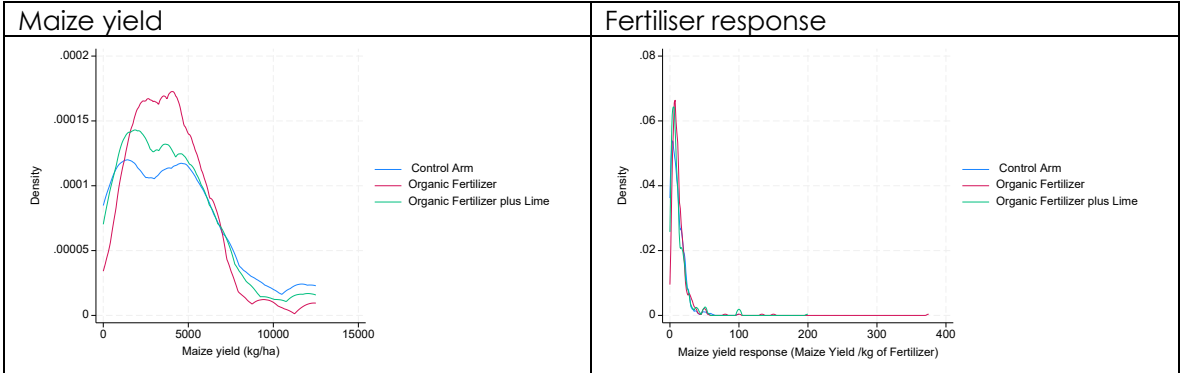 Maize yield
Fertiliser response
.0002
.00015
.0001
.00005
0
Density
0
5000
10000
15000
Maize yield (kg/ha)
Control Arm
Organic Fertilizer
Organic Fertilizer plus Lime
.08
.06
.04
.02
0
Density
0
100
200
300
400
Maize yield response (Maize Yield /kg of Fertilizer)
Control Arm
Organic Fertilizer
Organic Fertilizer plus Lime